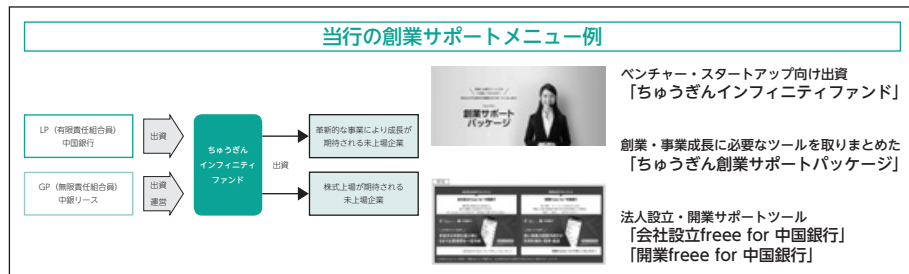 当行の創業サポートメニュー例
LP（有限責任組合員）
中国銀行
出資
GP（無限責任組合員）
中銀リース
出資
運営
ちゅうぎん
インフィニティ
ファンド
出資
革新的な事業により成長が
期待される未上場企業
株式上場が期待される
未上場企業
創業サポート
パッケージ
ベンチャー・スタートアップ向け出資
「ちゅうぎんインフィニティファンド」
創業・事業成長に必要なツールを取りまとめた
「ちゅうぎん創業サポートパッケージ」
法人設立・開業サポートツール
「会社設立freee for 中国銀行」
「開業freee for 中国銀行」